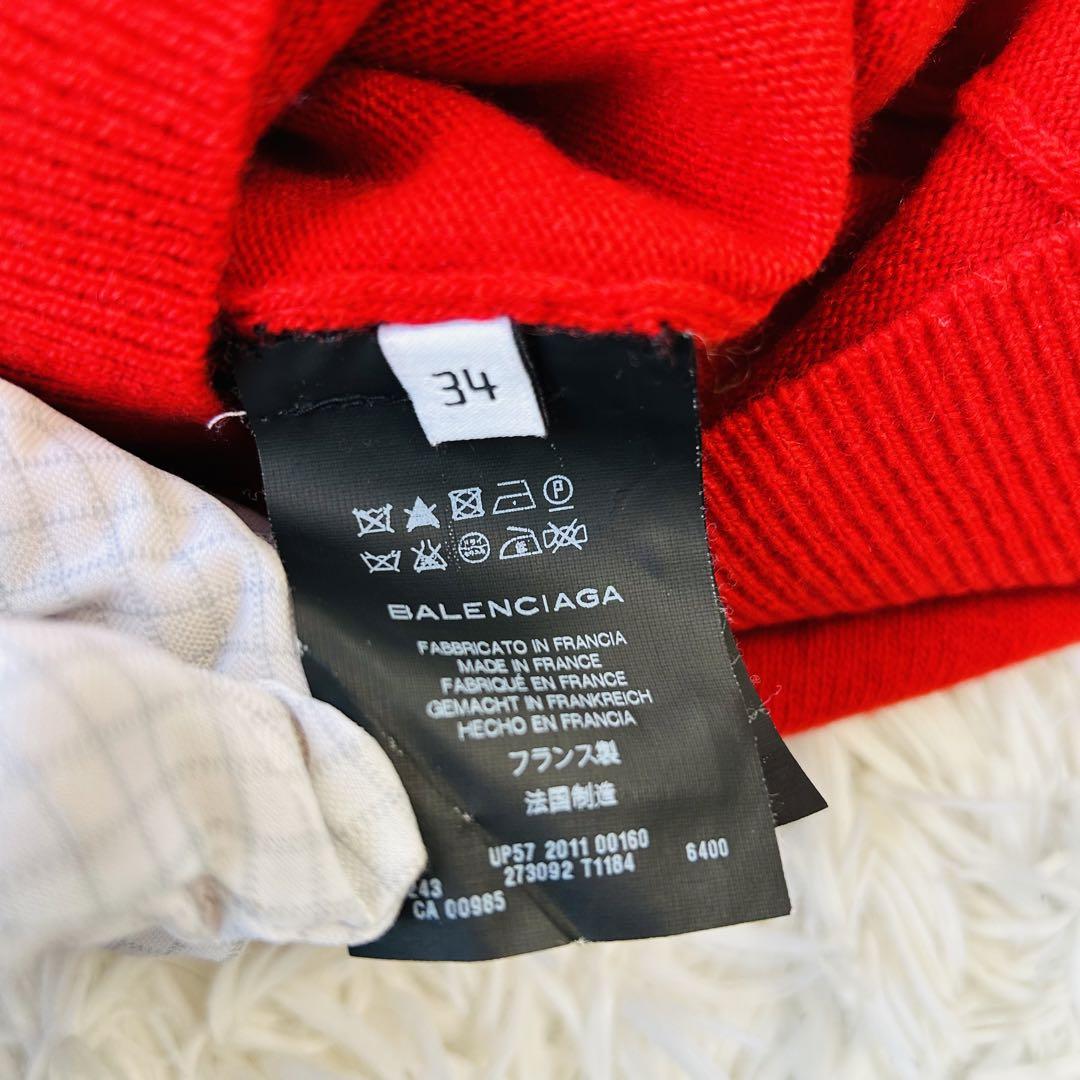 34
P
BALENCIAGA
FABBRICATO IN FRANCIA
MADE IN FRANCE
FABRIQUÉ EN FRANCE
GEMACHT IN FRANKREICH
HECHO EN FRANCIA
フランス製
法国制造
UP57 2011 00160
273092 T1184 6400
CA 00985